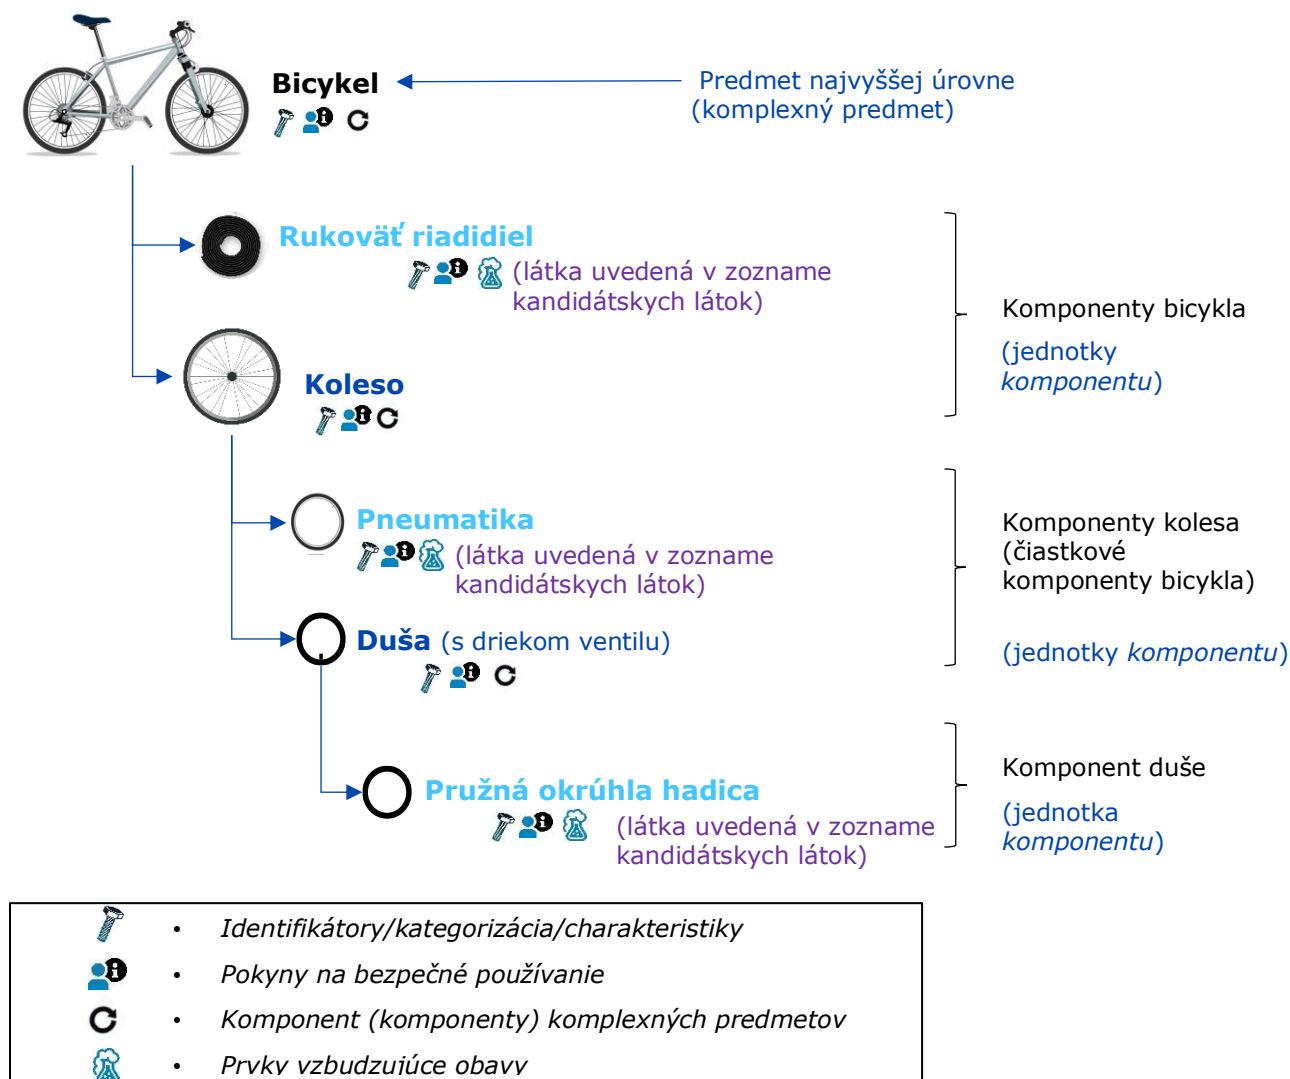 Bicykel
Predmet najvyššej úrovne
(komplexný predmet)
Rukoväť riadidiel
(látka uvedená v zozname
kandidátskych látok)
Komponenty bicykla
(jednotky
komponentu)
Koleso
Pneumatika
(látka uvedená v zozname
kandidátskych látok)
Komponenty kolesa
(čiastkové
komponenty bicykla)
Duša (s driekom ventilu)
(jednotky komponentu)
Pružná okrúhla hadica
(látka uvedená v zozname
kandidátskych látok)
Komponent duše
(jednotka
komponentu)
• Identifikátory/kategorizácia/charakteristiky
• Pokyny na bezpečné používanie
• Komponent (komponenty) komplexných predmetov
• Prvky vzbudzujúce obavy